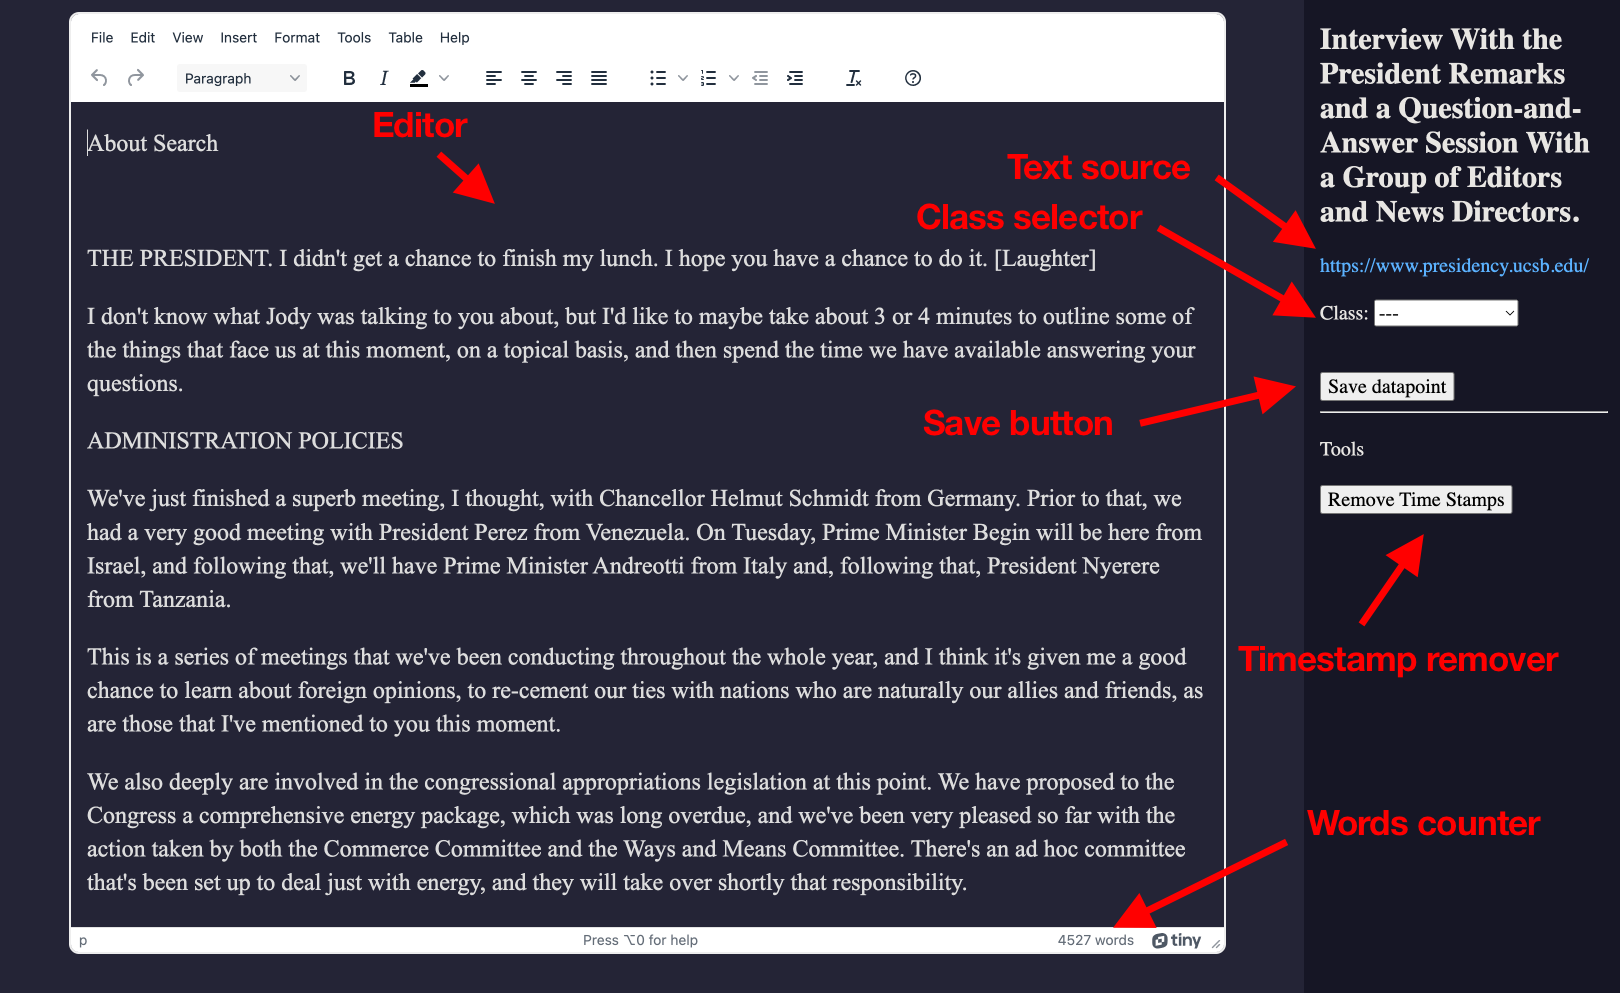 File Edit View Insert Format Tools Table Help
Paragraph B I
Editor
About Search
THE PRESIDENT. I didn't get a chance to finish my lunch. I hope you have a chance to do it. [Laughter]
I don't know what Jody was talking to you about, but I'd like to maybe take about 3 or 4 minutes to outline some of
the things that face us at this moment, on a topical basis, and then spend the time we have available answering your
questions.
ADMINISTRATION POLICIES
We've just finished a superb meeting, I thought, with Chancellor Helmut Schmidt from Germany. Prior to that, we
had a very good meeting with President Perez from Venezuela. On Tuesday, Prime Minister Begin will be here from
Israel, and following that, we'll have Prime Minister Andreotti from Italy and, following that, President Nyerere
from Tanzania.
This is a series of meetings that we've been conducting throughout the whole year, and I think it's given me a good
chance to learn about foreign opinions, to re-cement our ties with nations who are naturally our allies and friends, as
are those that I've mentioned to you this moment.
We also deeply are involved in the congressional appropriations legislation at this point. We have proposed to the
Congress a comprehensive energy package, which was long overdue, and we've been very pleased so far with the
action taken by both the Commerce Committee and the Ways and Means Committee. There's an ad hoc committee
that's been set up to deal just with energy, and they will take over shortly that responsibility.
p Press ⌥0 for help 4527 words tiny
Text source
Class selector
Save button
Timestamp remover
Words counter
Interview With the
President Remarks
and a Question-and-
Answer Session With
a Group of Editors
and News Directors.
https://www.presidency.ucsb.edu/
Class: ---
Save datapoint
Tools
Remove Time Stamps